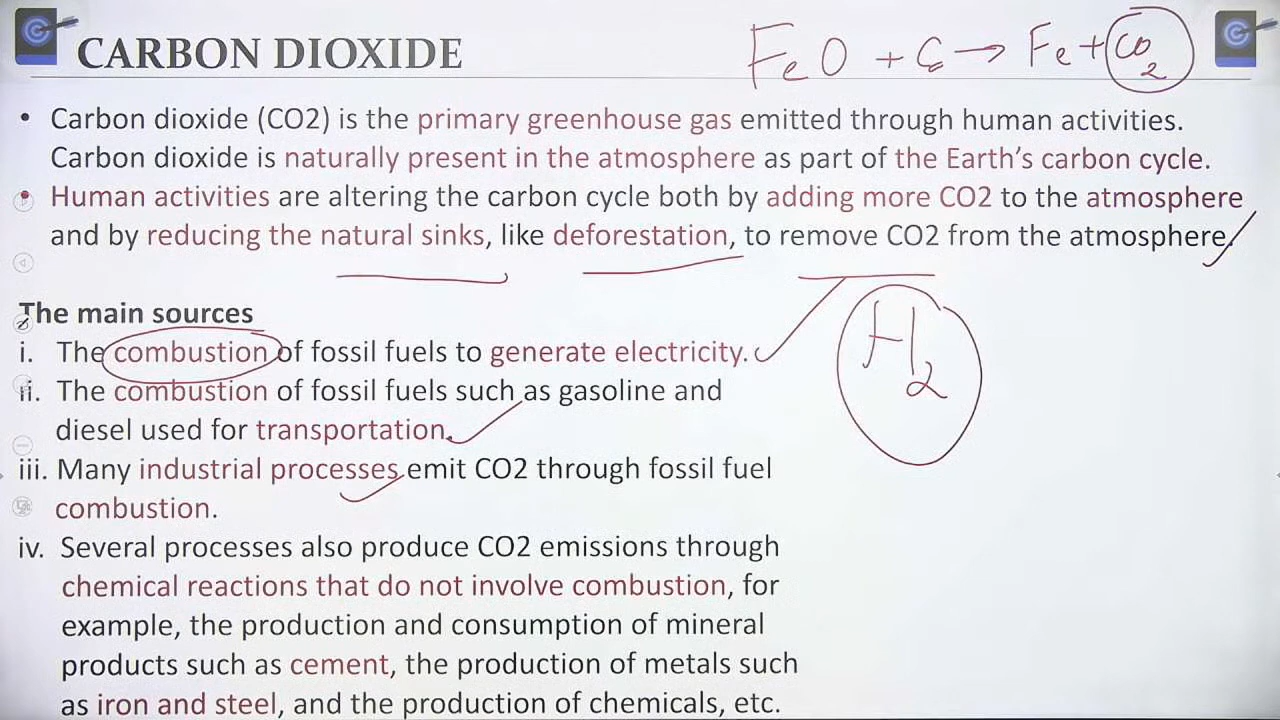 CARBON DIOXIDE
FeO + C → Fe + CO2
• Carbon dioxide (CO2) is the primary greenhouse gas emitted through human activities.
Carbon dioxide is naturally present in the atmosphere as part of the Earth's carbon cycle.
• Human activities are altering the carbon cycle both by adding more CO2 to the atmosphere
and by reducing the natural sinks, like deforestation, to remove CO2 from the atmosphere.
H2
The main sources
i. The combustion of fossil fuels to generate electricity.
ii. The combustion of fossil fuels such as gasoline and
diesel used for transportation.
iii. Many industrial processes emit CO2 through fossil fuel
combustion.
iv. Several processes also produce CO2 emissions through
chemical reactions that do not involve combustion, for
example, the production and consumption of mineral
products such as cement, the production of metals such
as iron and steel, and the production of chemicals, etc.